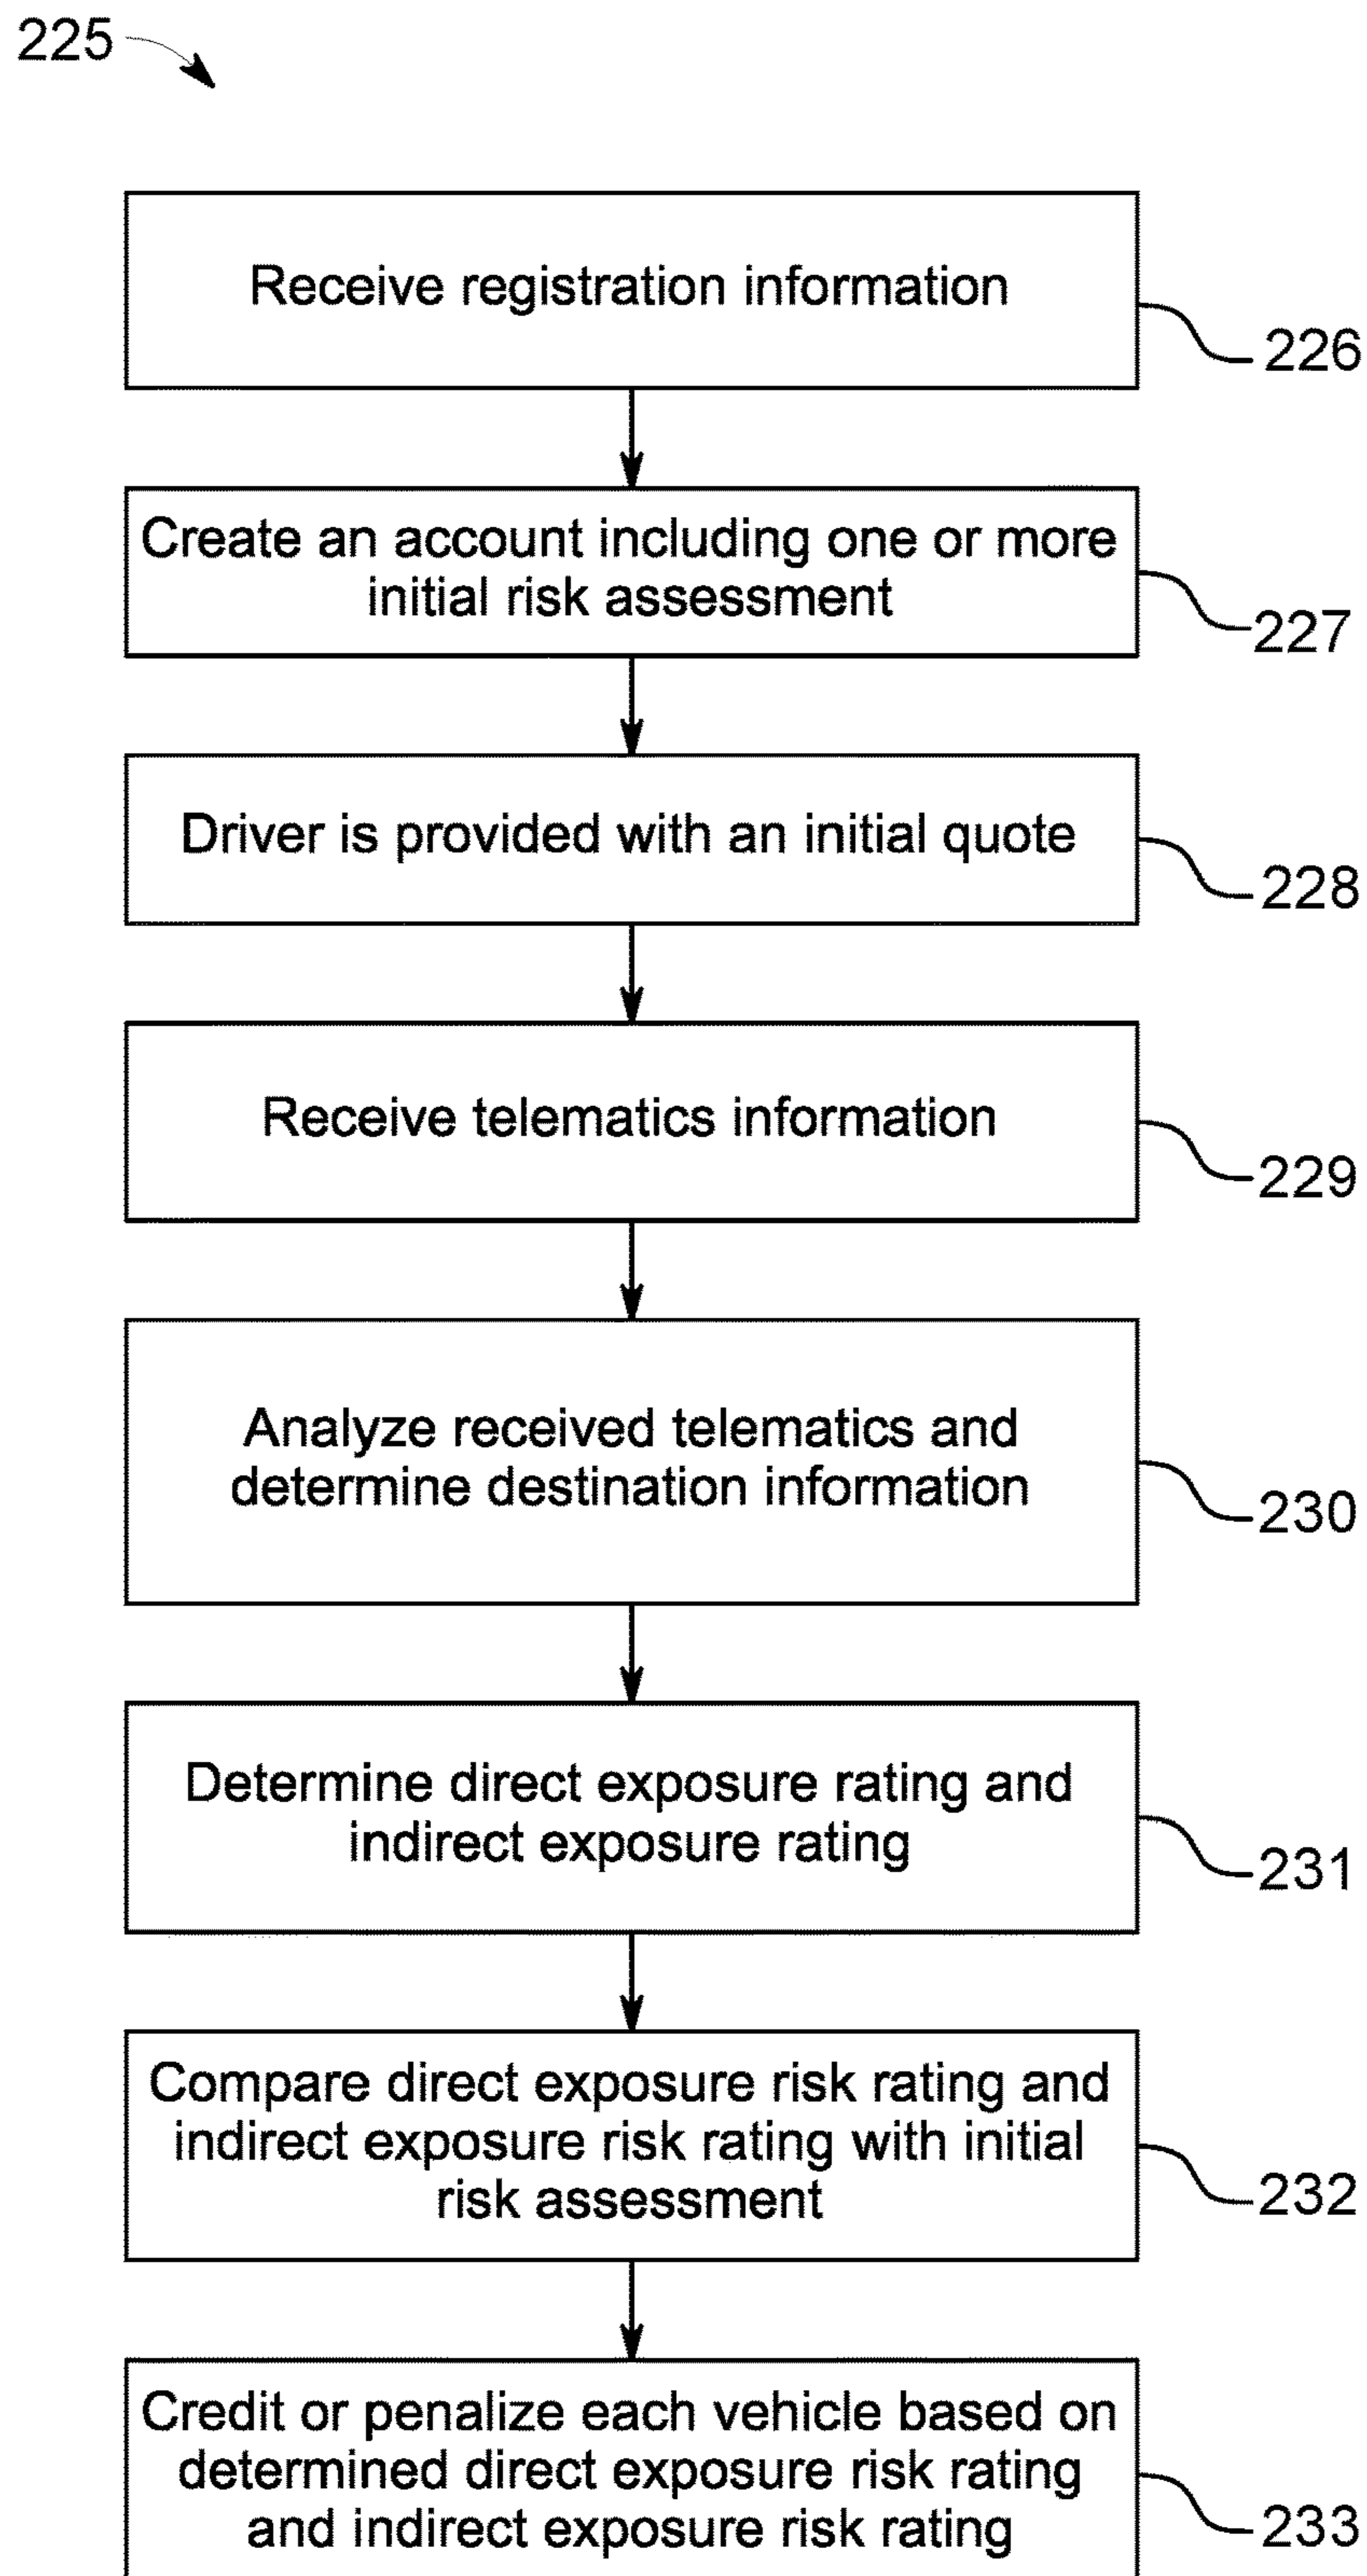 225
Receive registration information
226
Create an account including one or more
initial risk assessment
227
Driver is provided with an initial quote
228
Receive telematics information
229
Analyze received telematics and
determine destination information
230
Determine direct exposure rating and
indirect exposure rating
231
Compare direct exposure risk rating and
indirect exposure risk rating with initial
risk assessment
232
Credit or penalize each vehicle based on
determined direct exposure risk rating
and indirect exposure risk rating
233